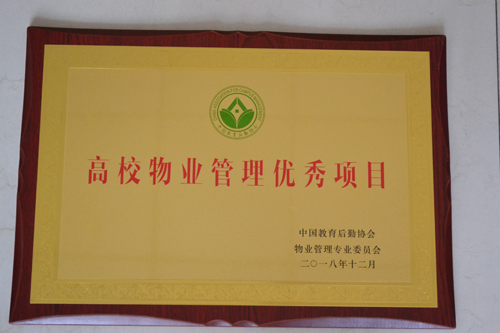 高校物业管理优秀项目
中国教育后勤协会
物业管理专业委员会
二〇一八年十二月